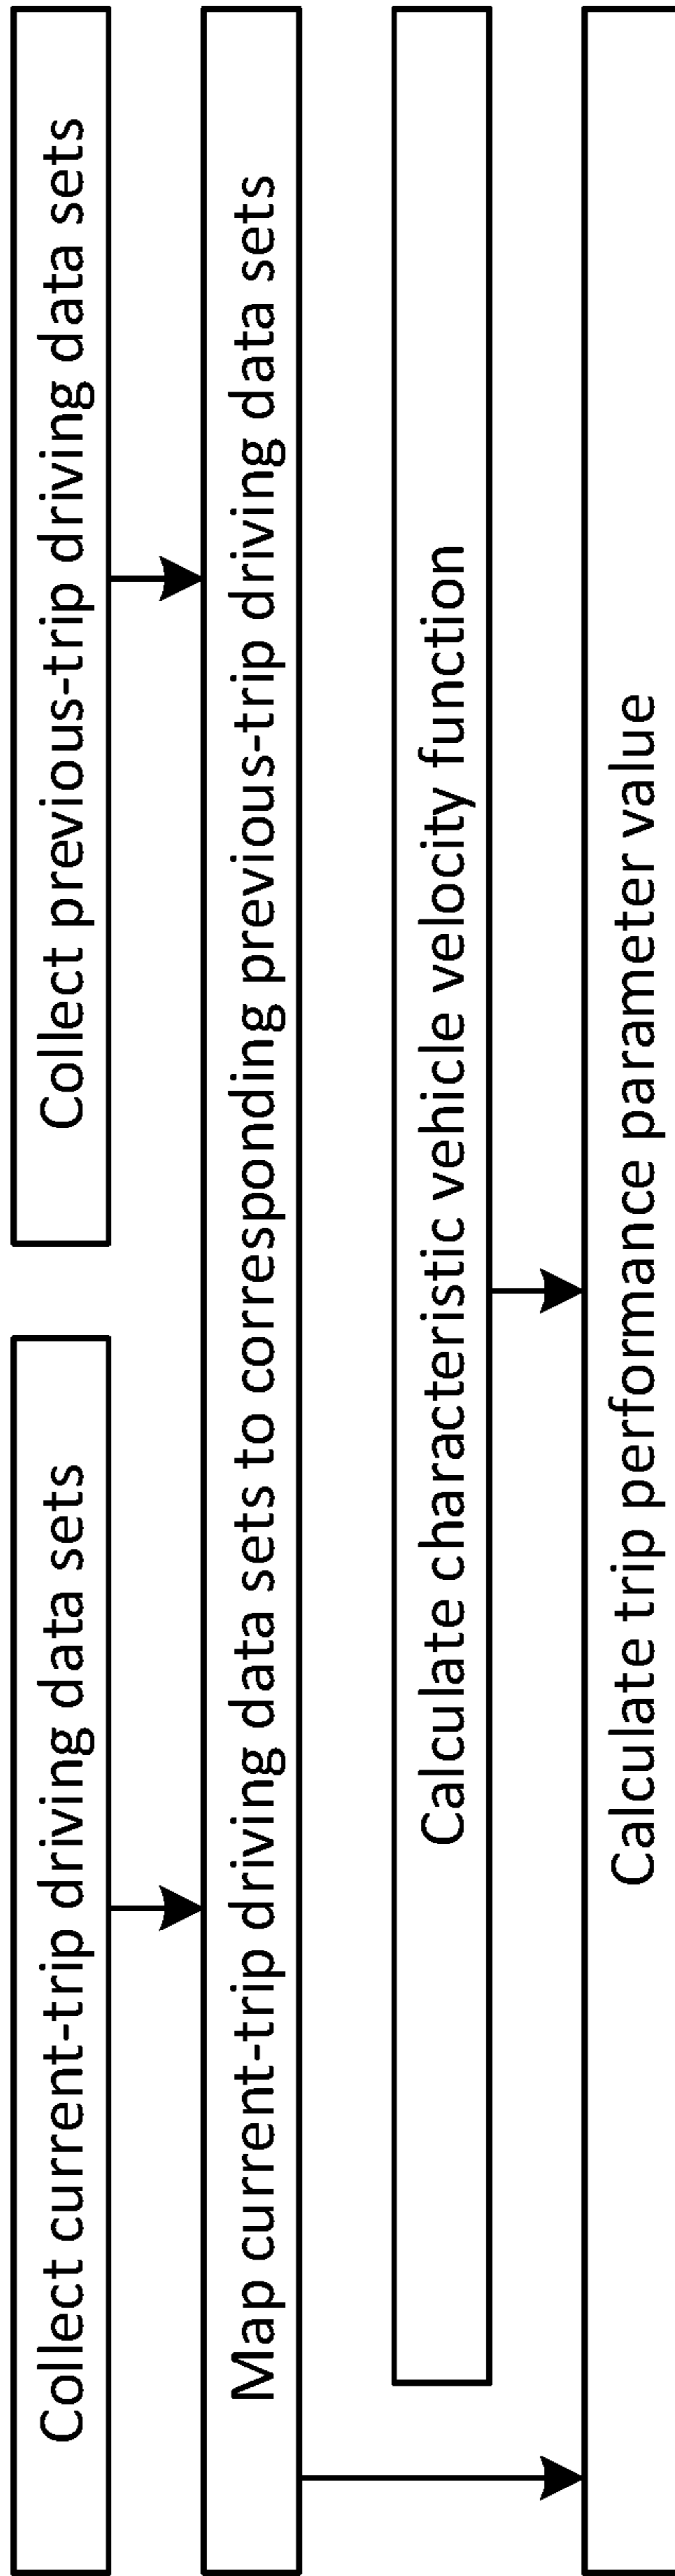 Collect current-trip driving data sets
Collect previous-trip driving data sets
Map current-trip driving data sets to corresponding previous-trip driving data sets
Calculate characteristic vehicle velocity function
Calculate trip performance parameter value